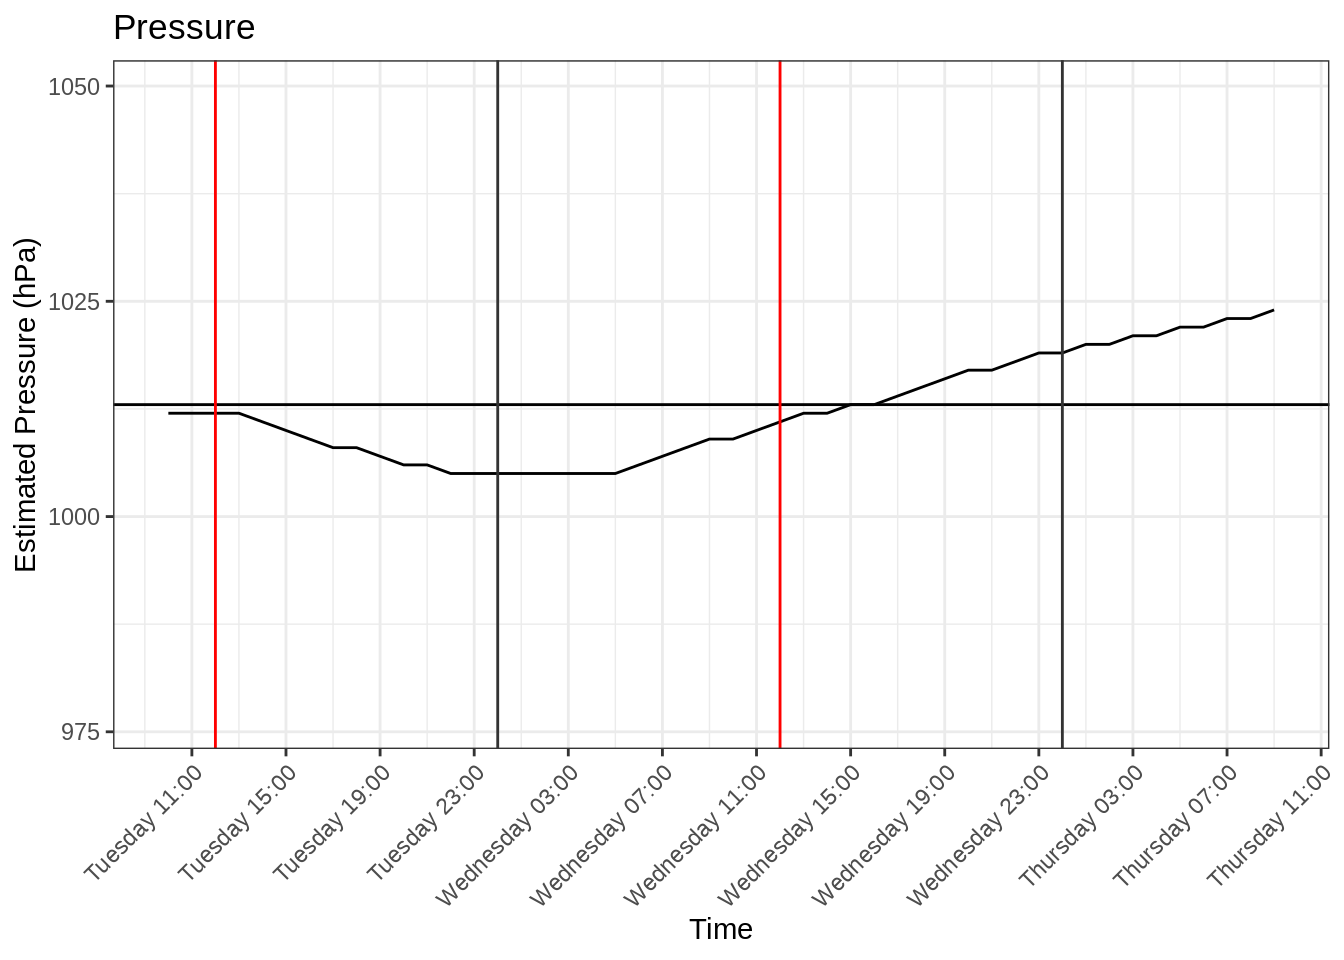 Pressure
Estimated Pressure (hPa)
1050
1025
1000
975
Tuesday 11:00
Tuesday 15:00
Tuesday 19:00
Tuesday 23:00
Wednesday 03:00
Wednesday 07:00
Wednesday 11:00
Wednesday 15:00
Wednesday 19:00
Wednesday 23:00
Thursday 03:00
Thursday 07:00
Thursday 11:00
Time